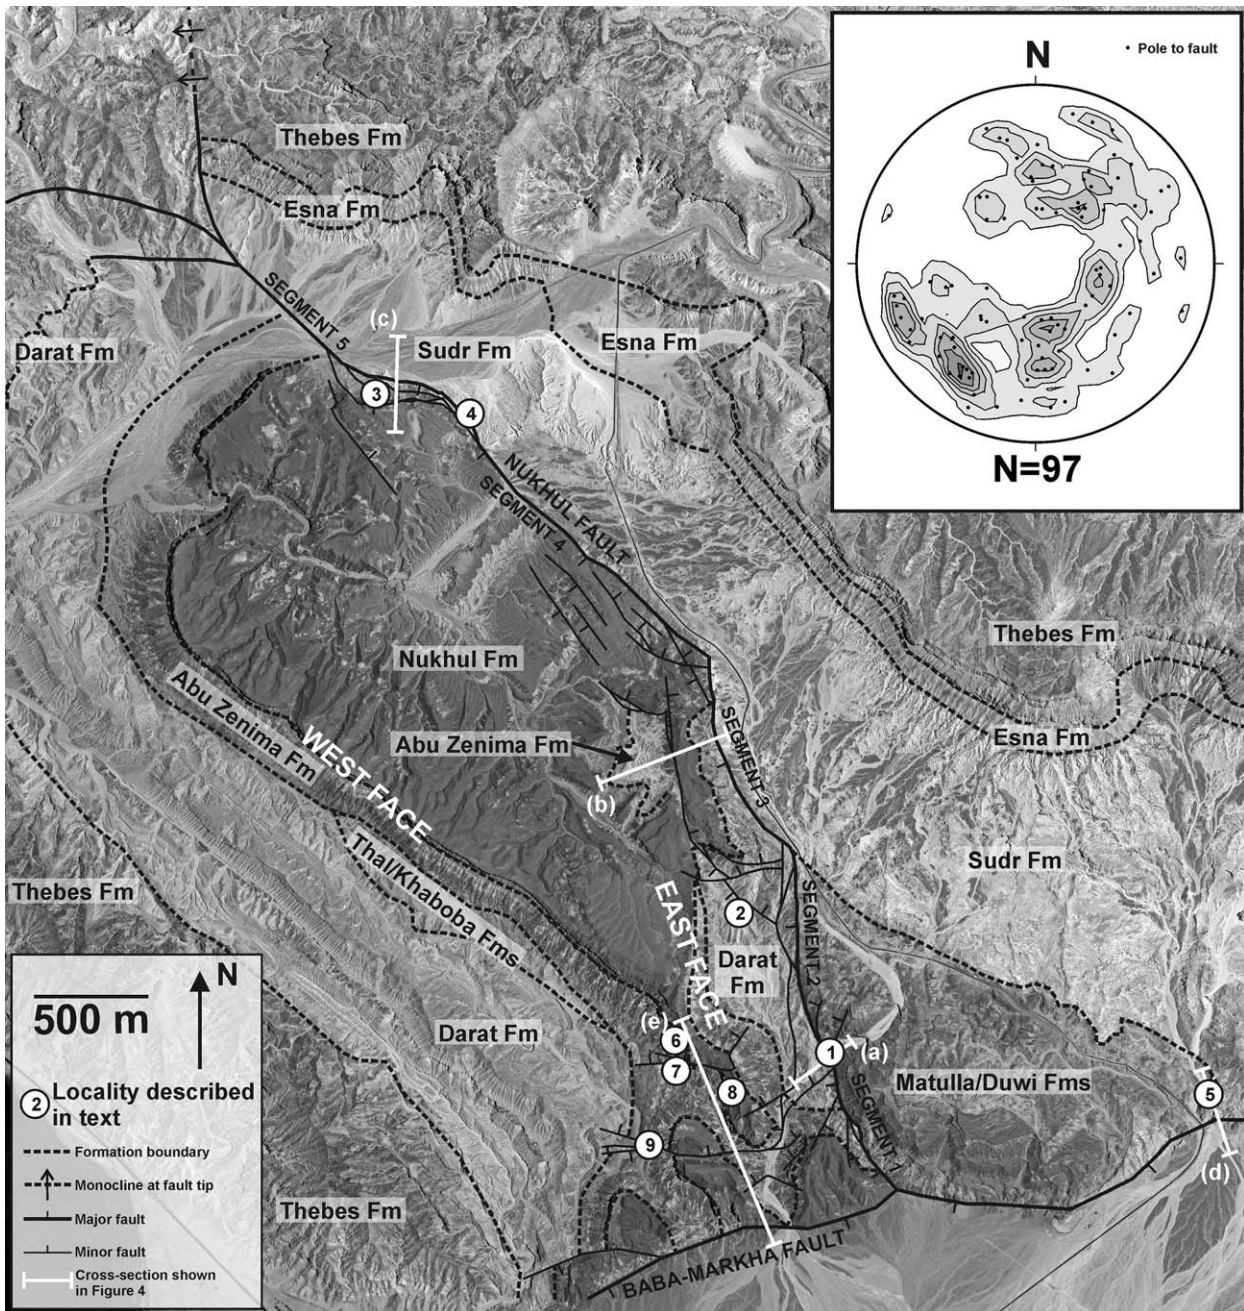 N
Pole to fault
N=97
Thebes Fm
Esna Fm
SEGMENT 5
(c)
Darat Fm
Sudr Fm
Esna Fm
3
4
NUKHUL FAULT
SEGMENT 4
Nukhul Fm
Thebes Fm
Abu Zenima Fm
Abu Zenima Fm
Esna Fm
WEST FACE
SEGMENT 3
(b)
Thal/Khaboba Fms
Sudr Fm
Thebes Fm
EAST FACE
2
SEGMENT 2
Darat
Fm
N
500 m
Darat Fm
(e)
6
1
(a)
7
Matulla/Duwi Fms
8
5
SEGMENT 1
9
(d)
2
Locality described
in text
Formation boundary
Monocline at fault tip
Major fault
Minor fault
Cross-section shown
in Figure 4
Thebes Fm
BABA-MARKHA FAULT